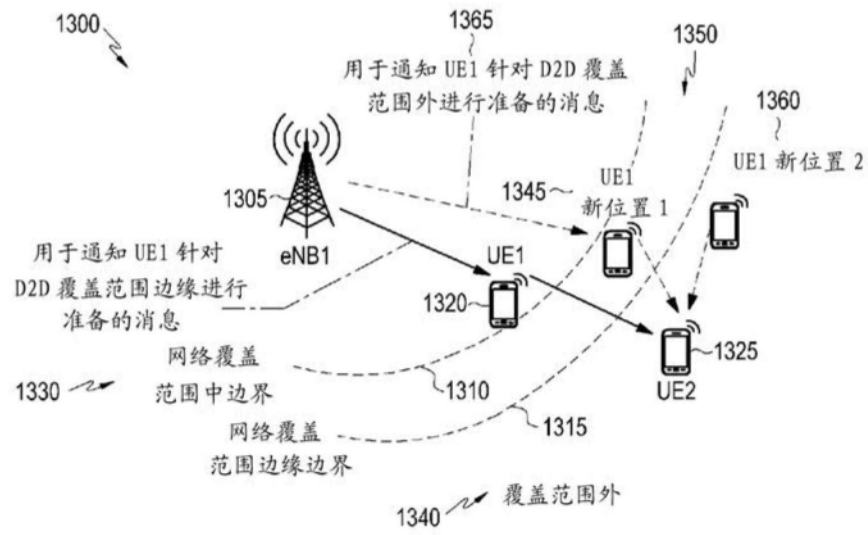 1300
1365
1350
用于通知 UE1 针对 D2D 覆盖
范围外进行准备的消息
1360
UE1 新位置 2
1345
UE1
新位置 1
1305
eNB1
用于通知 UE1 针对
D2D 覆盖范围边缘进行
准备的消息
UE1
1320
1325
UE2
网络覆盖
范围中边界
1330
1310
网络覆盖
范围边缘边界
1315
1340
覆盖范围外